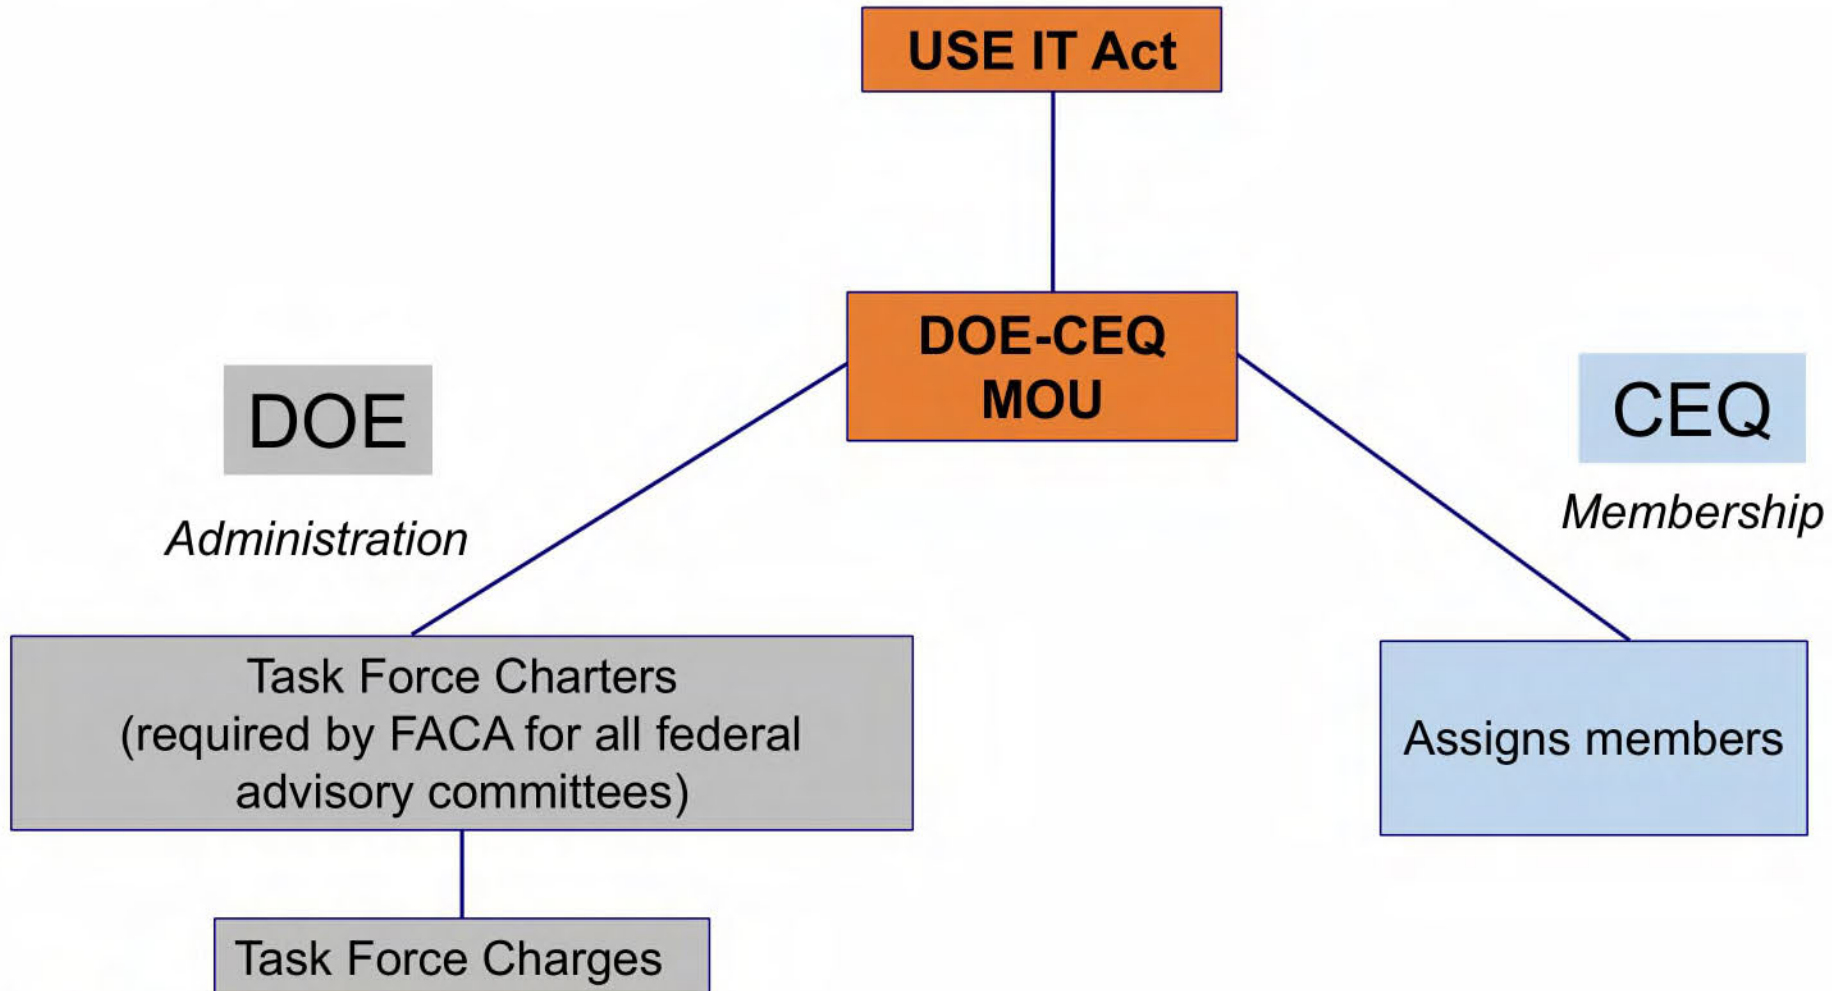 USE IT Act
DOE-CEQ
MOU
DOE
CEQ
Administration
Membership
Task Force Charters
(required by FACA for all federal
advisory committees)
Assigns members
Task Force Charges